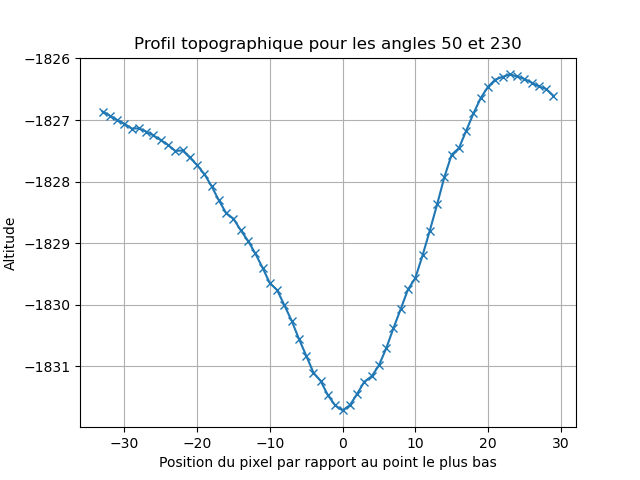 Profil topographique pour les angles 50 et 230
−1826
−1827
−1828
−1829
−1830
−1831
Altitude
−30 −20 −10 0 10 20 30
Position du pixel par rapport au point le plus bas